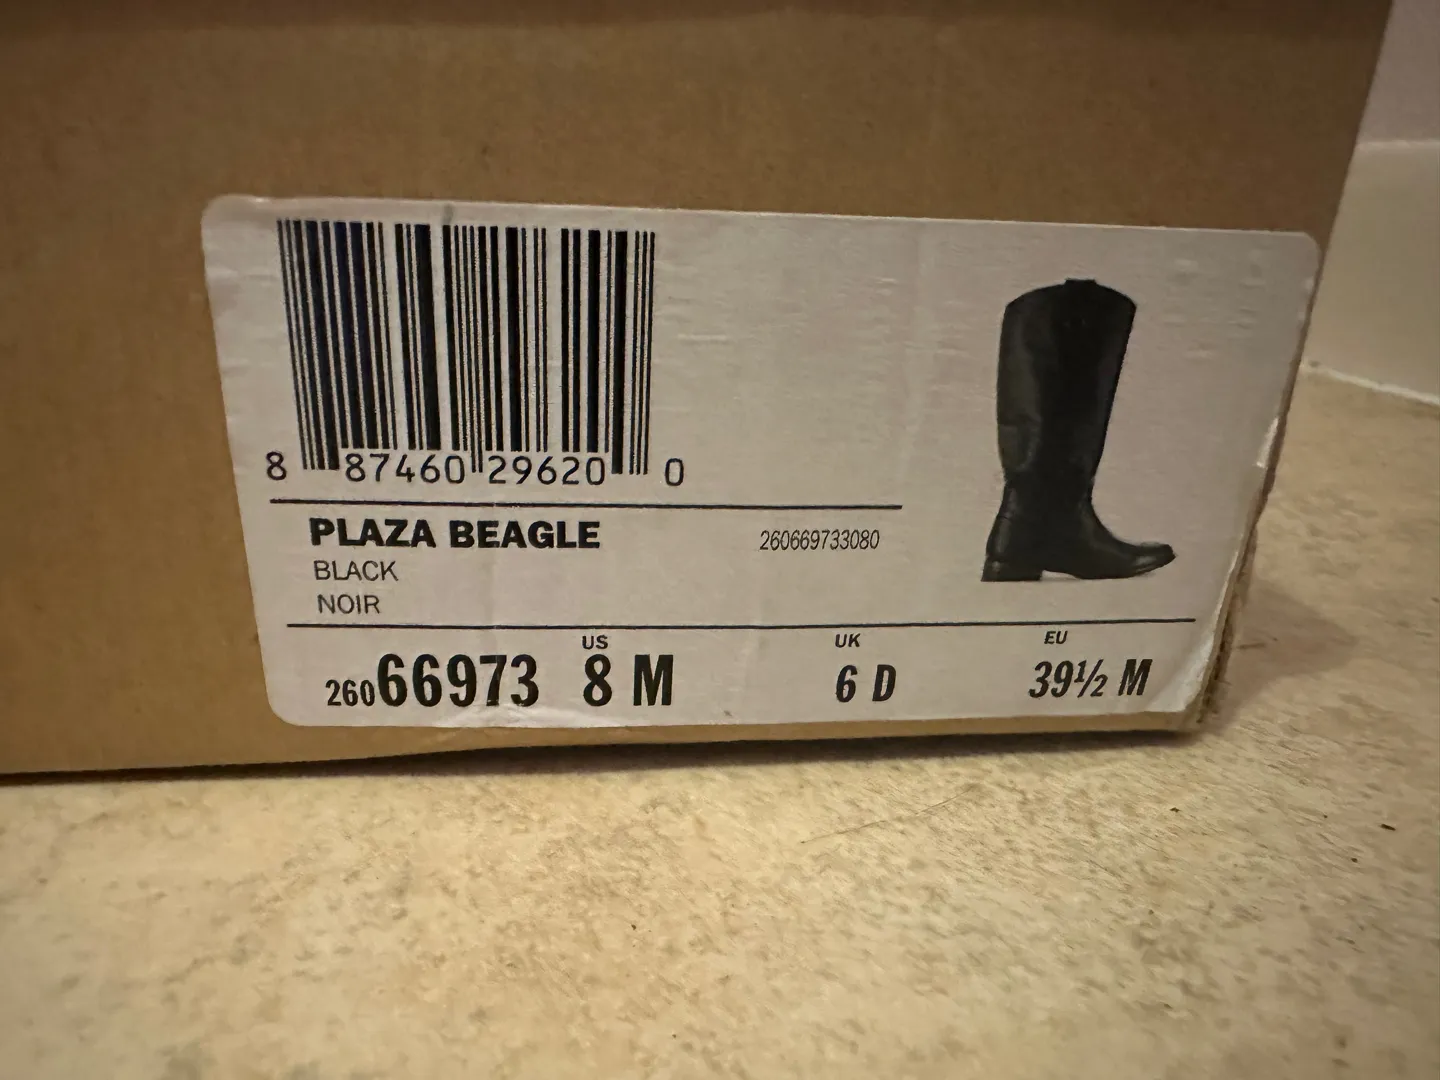 8 87460 29620 0
PLAZA BEAGLE 260669733080
BLACK
NOIR
US UK EU
26066973 8 M 6 D 39½ M